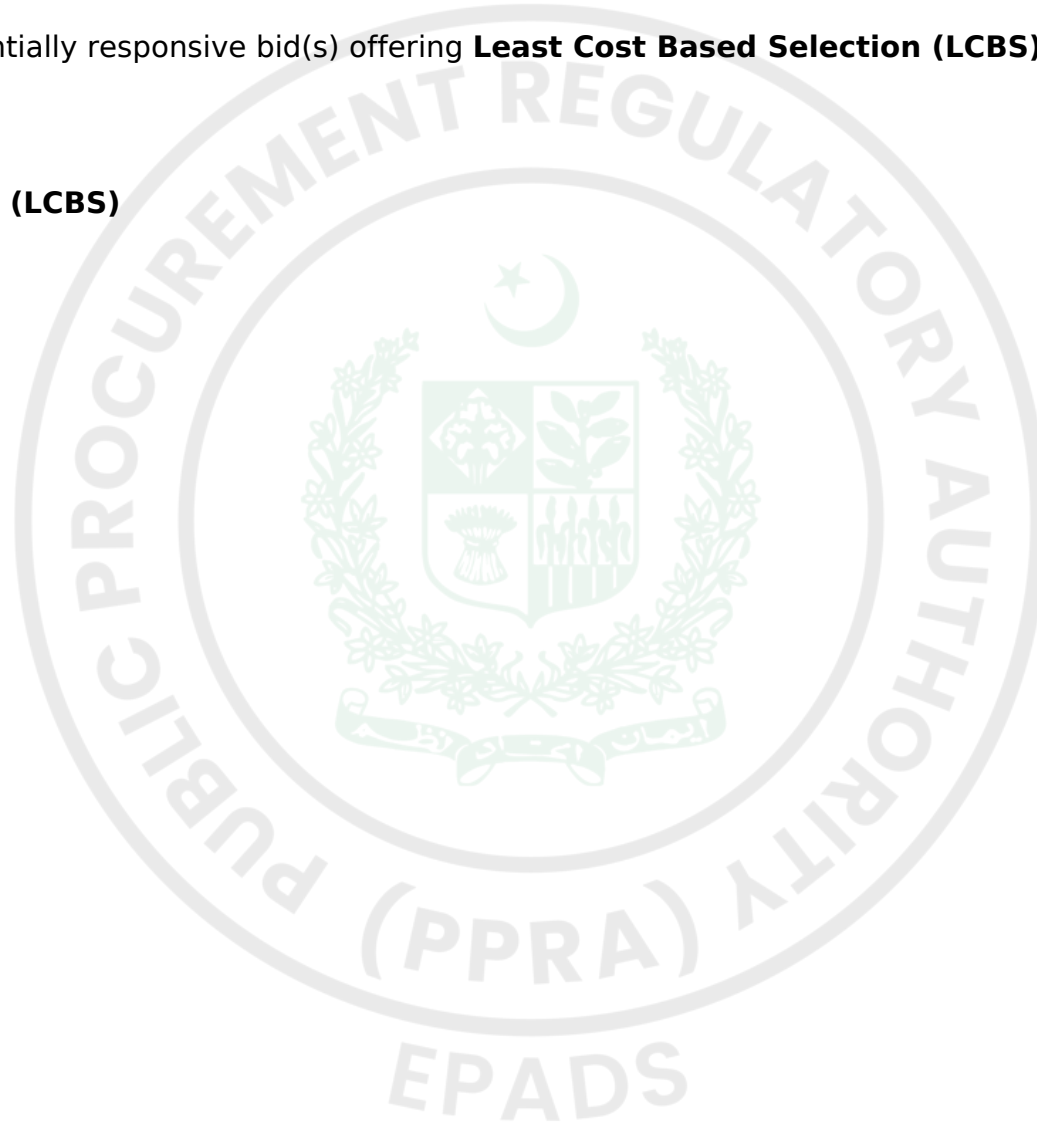 ntially responsive bid(s) offering Least Cost Based Selection (LCBS)
(LCBS)
PUBLIC PROCUREMENT REGULATORY AUTHORITY
(PPRA)
EPADS